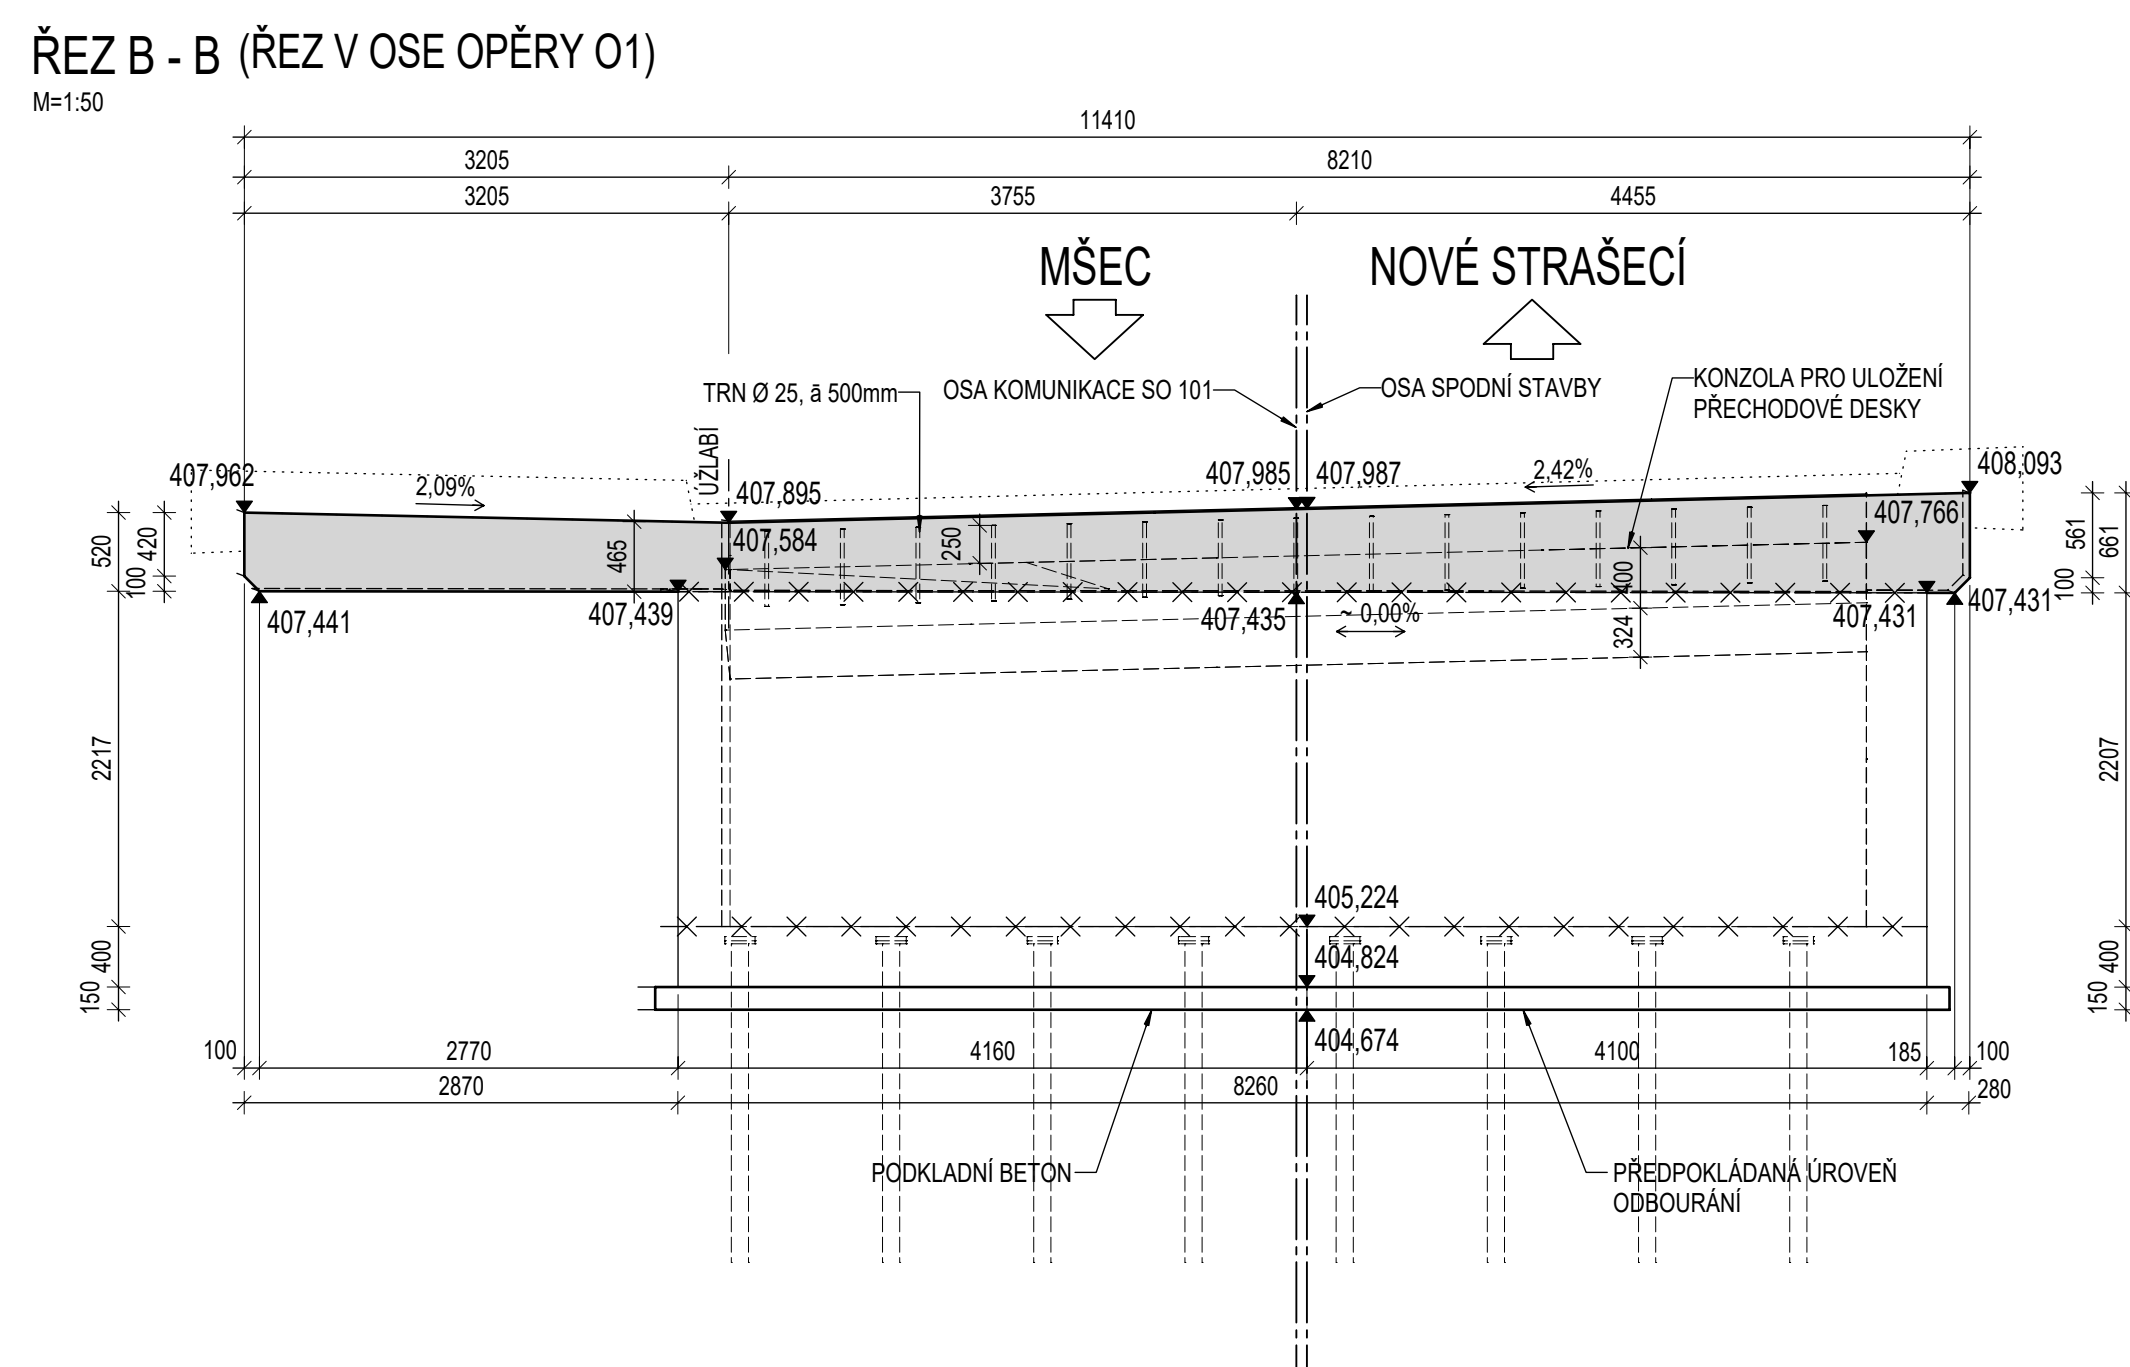 ŘEZ B - B (ŘEZ V OSE OPĚRY O1)
M=1:50
11410
3205 8210
3205 3755 4455
MŠEC NOVÉ STRAŠECÍ
TRN Ø 25, ā 500mm
OSA KOMUNIKACE SO 101
OSA SPODNÍ STAVBY
KONZOLA PRO ULOŽENÍ
PŘECHODOVÉ DESKY
UŽLABÍ
407,962
2,09%
407,895
407,985
407,987
2,42%
408,093
407,766
407,584
520
420
100
465
250
400
324
561
661
100
407,441
407,439
407,435
~ 0,00%
407,431
407,431
2217
2207
405,224
404,824
404,674
400
150
400
150
100 2770 4160 4100 185 100
2870 8260 280
PODKLADNÍ BETON
PŘEDPOKLÁDANÁ ÚROVEŇ
ODBOURÁNÍ